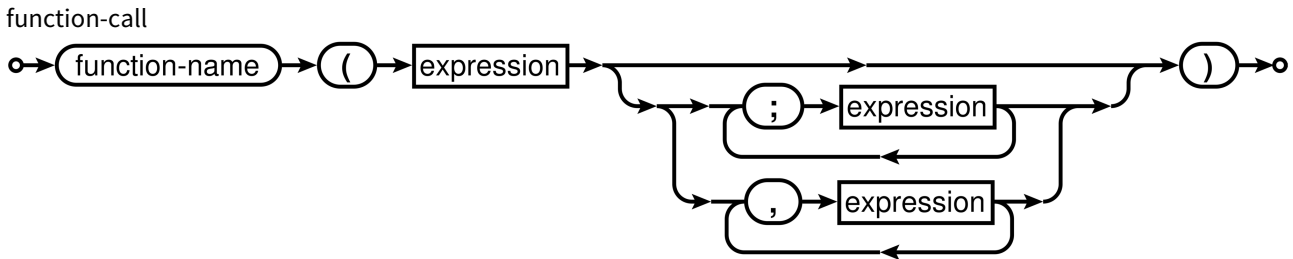 function-call
function-name ( expression )
; expression
, expression